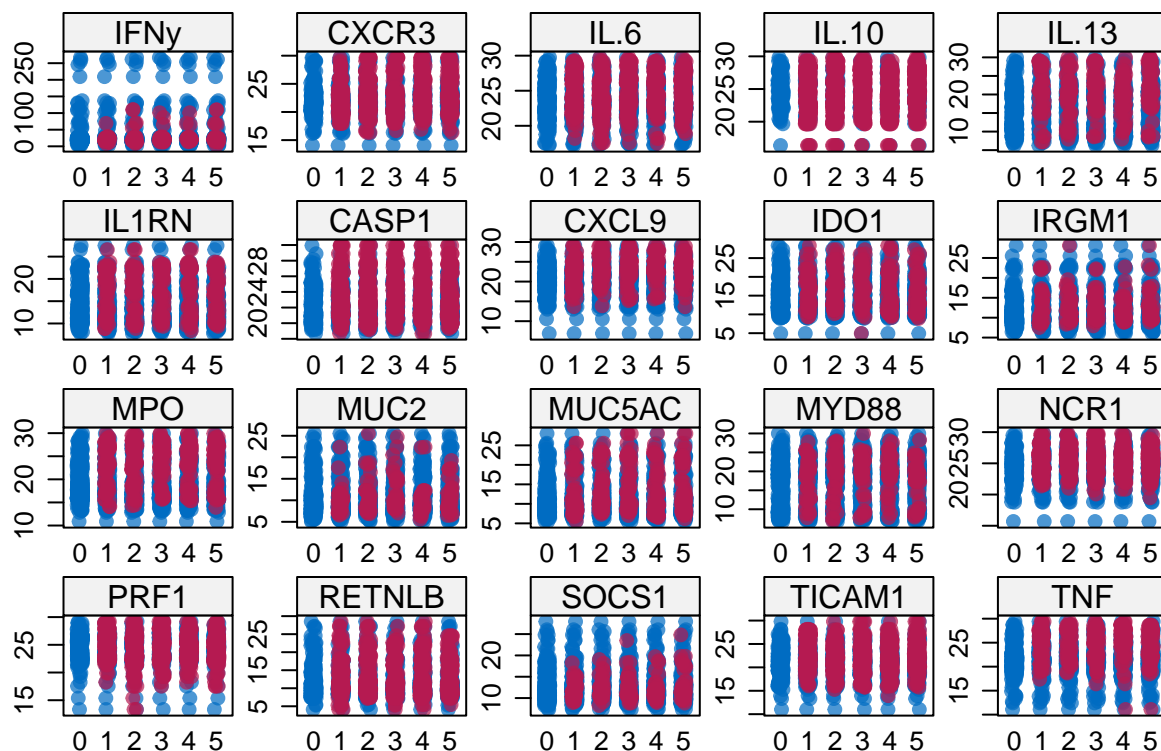 IFNy CXCR3 IL.6 IL.10 IL.13
0 100 250
15 25
20 25 30
20 25 30
10 20 30
0 1 2 3 4 5 0 1 2 3 4 5 0 1 2 3 4 5 0 1 2 3 4 5 0 1 2 3 4 5
IL1RN CASP1 CXCL9 IDO1 IRGM1
10 20
20 24 28
10 20 30
5 15 25
5 15 25
0 1 2 3 4 5 0 1 2 3 4 5 0 1 2 3 4 5 0 1 2 3 4 5 0 1 2 3 4 5
MPO MUC2 MUC5AC MYD88 NCR1
10 20 30
5 15 25
5 15 25
10 20 30
20 25 30
0 1 2 3 4 5 0 1 2 3 4 5 0 1 2 3 4 5 0 1 2 3 4 5 0 1 2 3 4 5
PRF1 RETNLB SOCS1 TICAM1 TNF
15 25
5 15 25
10 20
15 25
15 25
0 1 2 3 4 5 0 1 2 3 4 5 0 1 2 3 4 5 0 1 2 3 4 5 0 1 2 3 4 5